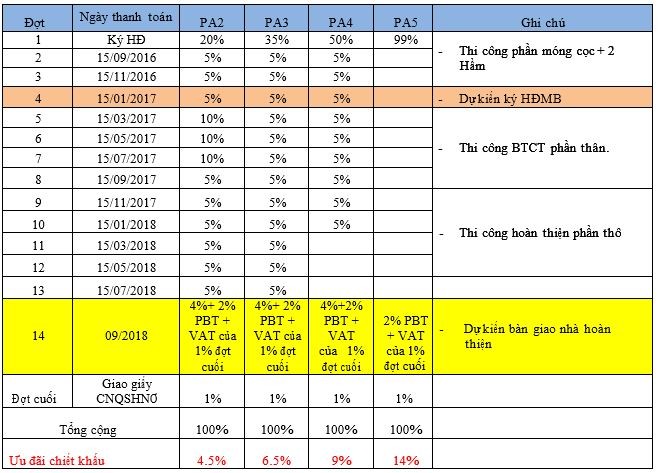 Đợt Ngày thanh toán PA2 PA3 PA4 PA5 Ghi chú
1 Ký HĐ 20% 35% 50% 99%
- Thi công phần móng cọc + 2
Hầm
2 15/09/2016 5% 5% 5%
3 15/11/2016 5% 5% 5%
4 15/01/2017 5% 5% 5% - Dự kiến ký HĐMB
5 15/03/2017 10% 5% 5%
6 15/05/2017 10% 5% 5%
- Thi công BTCT phần thân.
7 15/07/2017 10% 5% 5%
8 15/09/2017 5% 5% 5%
9 15/11/2017 5% 5% 5%
10 15/01/2018 5% 5% 5%
- Thi công hoàn thiện phần thô
11 15/03/2018 5% 5%
12 15/05/2018 5% 5%
13 15/07/2018 5% 5%
14 09/2018
4%+ 2%
PBT +
VAT của
1% đợt
cuối
4%+ 2%
PBT +
VAT của
1% đợt
cuối
4%+2%
PBT +
VAT
của 1%
đợt cuối
2% PBT
+ VAT
của 1%
đợt cuối
- Dự kiến bàn giao nhà hoàn
thiện
Đợt cuối
Giao giấy
CNQSHNƠ
1% 1% 1% 1%
Tổng cộng 100% 100% 100% 100%
Ưu đãi chiết khấu 4.5% 6.5% 9% 14%